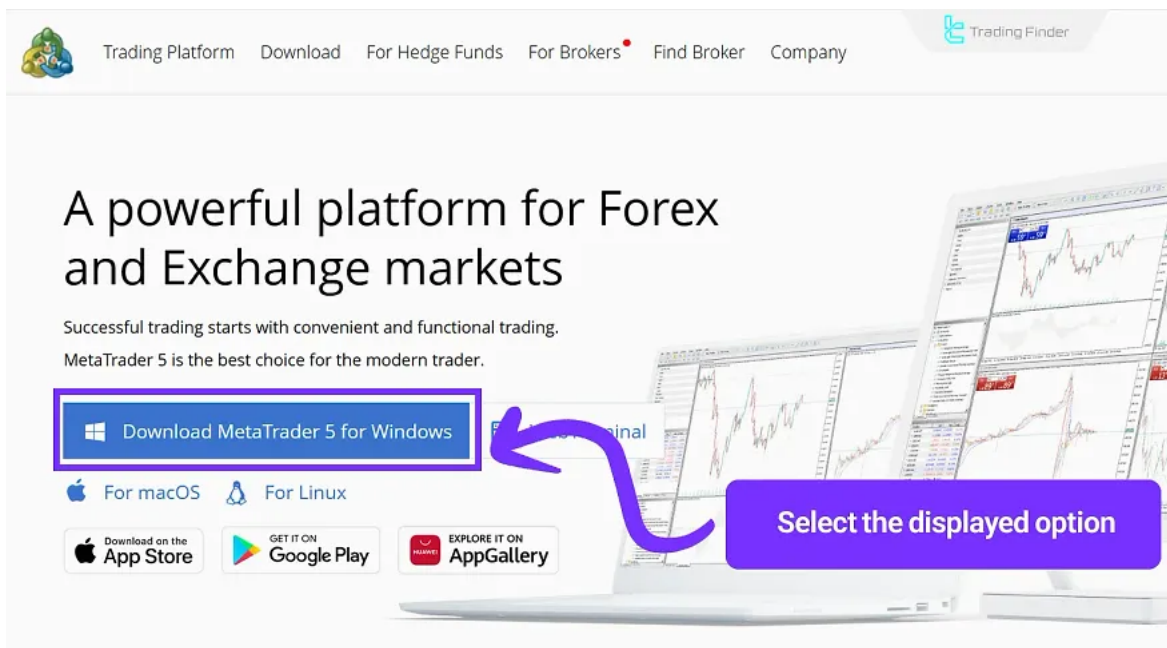 Trading Finder
Trading Platform Download For Hedge Funds For Brokers Find Broker Company
A powerful platform for Forex
and Exchange markets
Successful trading starts with convenient and functional trading.
MetaTrader 5 is the best choice for the modern trader.
Download MetaTrader 5 for Windows
For macOS For Linux
Select the displayed option
Download on the
App Store
GET IT ON
Google Play
HUAWEI
EXPLORE IT ON
AppGallery